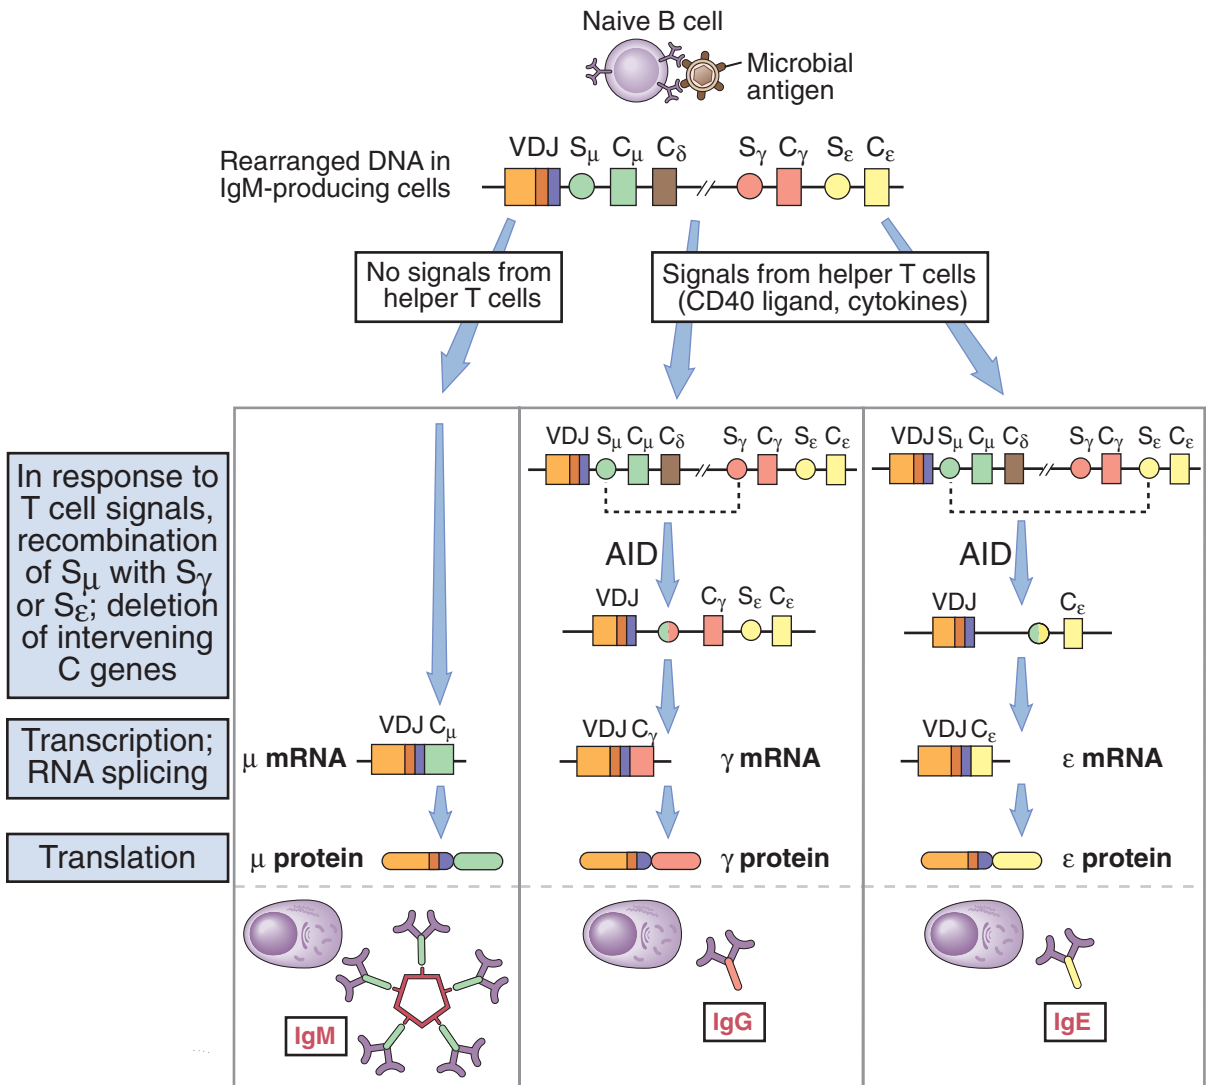 Naive B cell
Microbial
antigen
Rearranged DNA in
IgM-producing cells
VDJ Sμ Cμ Cδ Sγ Cγ Sε Cε
No signals from
helper T cells
Signals from helper T cells
(CD40 ligand, cytokines)
In response to
T cell signals,
recombination
of Sμ with Sγ
or Sε; deletion
of intervening
C genes
VDJ Sμ Cμ Cδ Sγ Cγ Sε Cε
AID
VDJ Cγ Sε Cε
VDJ Sμ Cμ Cδ Sγ Cγ Sε Cε
AID
VDJ Cε
Transcription;
RNA splicing
VDJ Cμ
μ mRNA
VDJ Cγ
γ mRNA
VDJ Cε
ε mRNA
Translation
μ protein
γ protein
ε protein
IgM
IgG
IgE